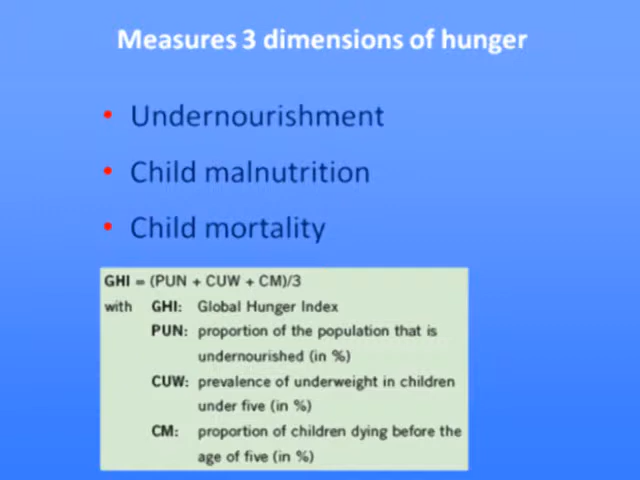 Measures 3 dimensions of hunger
• Undernourishment
• Child malnutrition
• Child mortality
GHI = (PUN + CUW + CM)/3
with GHI: Global Hunger Index
PUN: proportion of the population that is
undernourished (in %)
CUW: prevalence of underweight in children
under five (in %)
CM: proportion of children dying before the
age of five (in %)